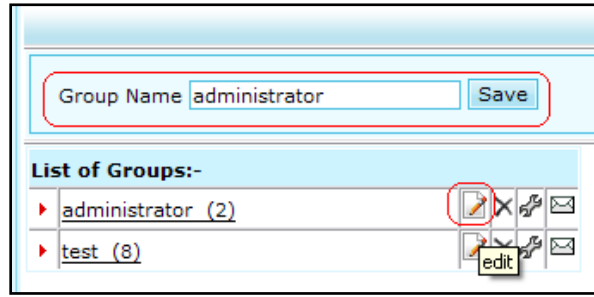 Group Name administrator Save
List of Groups:-
administrator (2)
test (8)
edit